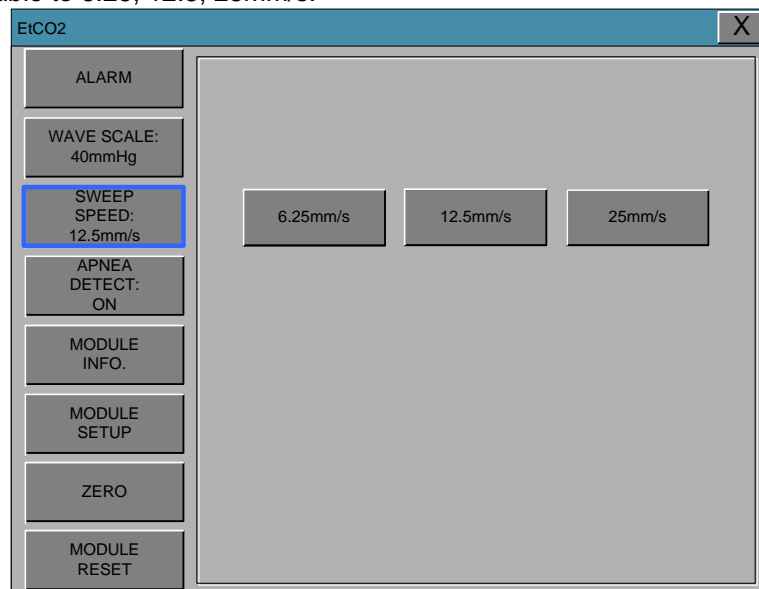 EtCO2
X
ALARM
WAVE SCALE:
40mmHg
SWEEP
SPEED:
12.5mm/s
6.25mm/s
12.5mm/s
25mm/s
APNEA
DETECT:
ON
MODULE
INFO.
MODULE
SETUP
ZERO
MODULE
RESET